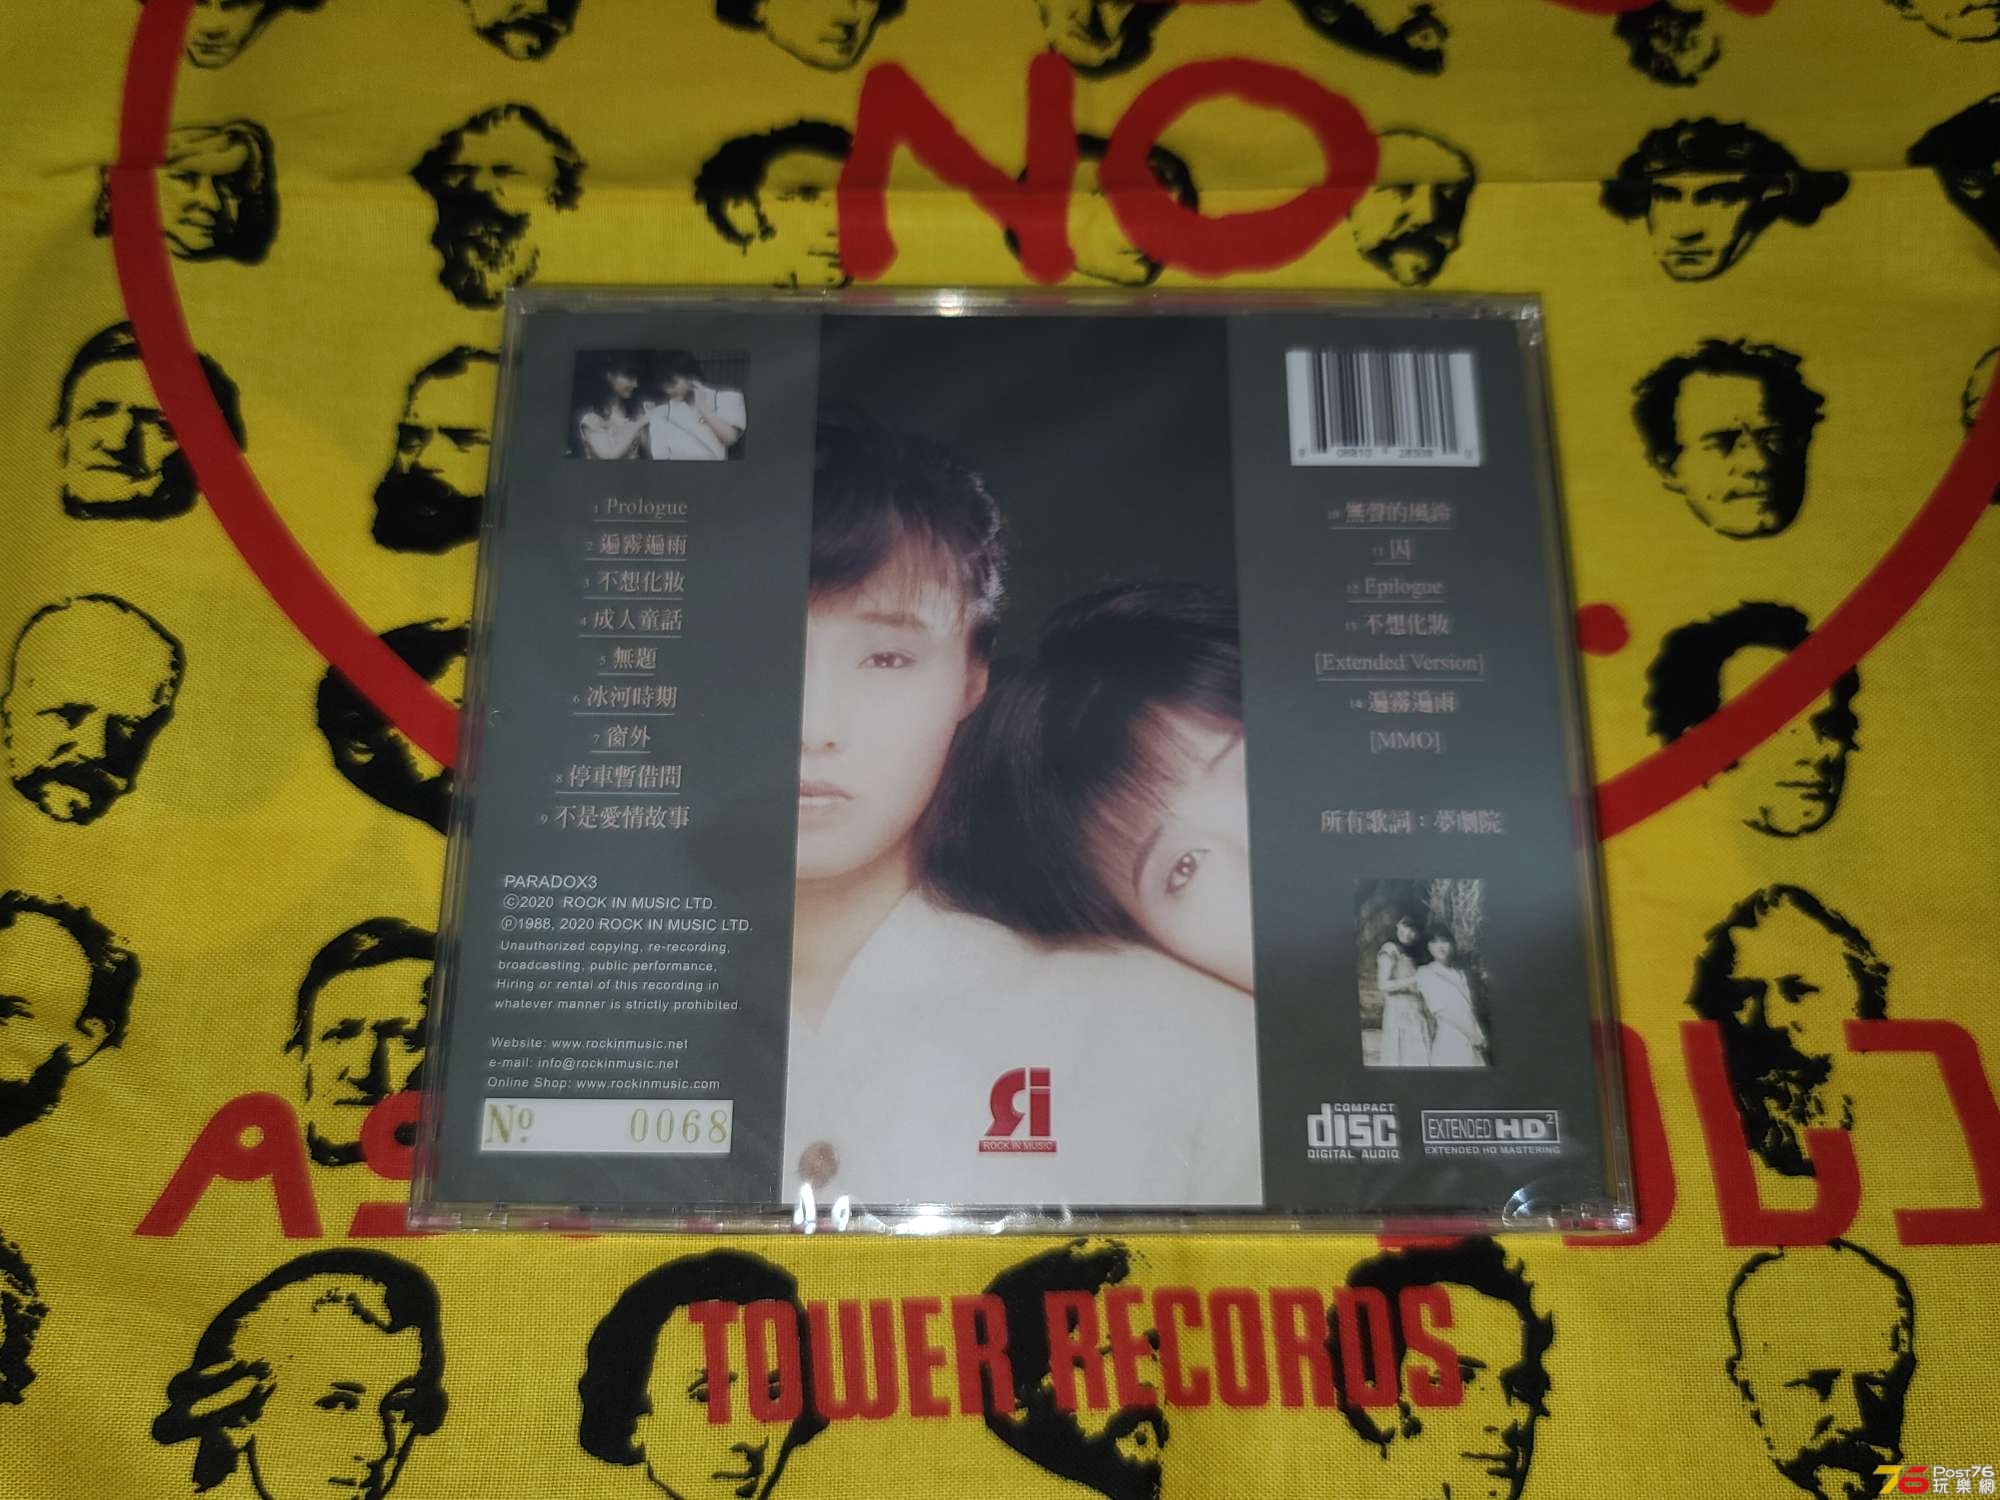 NO
1 Prologue
2 遍霧遍雨
3 不想化妝
4 成人童話
5 無題
6 冰河時期
7 窗外
8 停車暫借問
9 不是愛情故事
PARADOX3
©2020 ROCK IN MUSIC LTD.
℗1988, 2020 ROCK IN MUSIC LTD.
Unauthorized copying, re-recording,
broadcasting, public performance,
Hiring or rental of this recording in
whatever manner is strictly prohibited.
Website: www.rockinmusic.net
e-mail: info@rockinmusic.net
Online Shop: www.rockinmusic.com
Nº 0068
ROCK IN MUSIC
10 無聲的風鈴
11 囚
12 Epilogue
13 不想化妝
[Extended Version]
14 遍霧遍雨
[MMO]
所有歌詞：夢劇院
COMPACT
disc
DIGITAL AUDIO
EXTENDED HD²
EXTENDED HD MASTERING
TOWER RECORDS
76 POST76
玩樂網